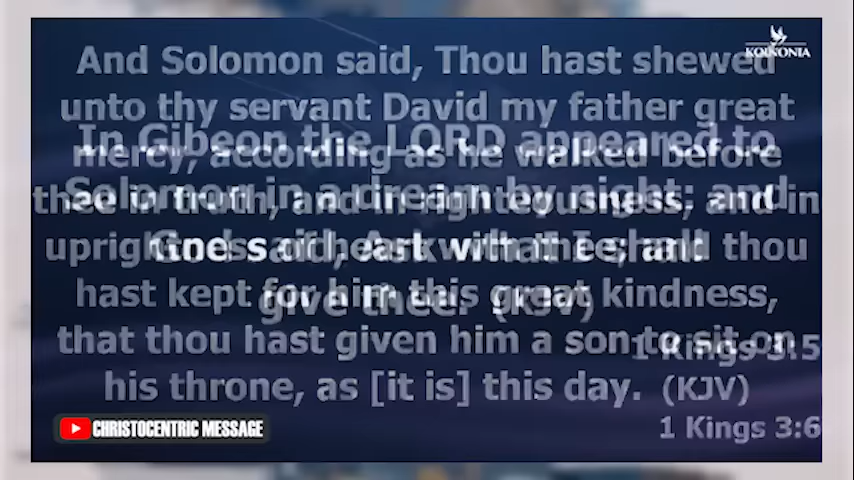 KOINONIA
And Solomon said, Thou hast shewed
unto thy servant David my father great
mercy, according as he walked before
thee in truth, and in righteousness, and in
uprightness of heart with thee; and thou
hast kept for him this great kindness,
that thou hast given him a son to sit on
his throne, as [it is] this day. (KJV)
1 Kings 3:6
In Gibeon the LORD appeared to
Solomon in a dream by night: and
God said, Ask what I shall
give thee. (KJV)
1 Kings 3:5
CHRISTOCENTRIC MESSAGE